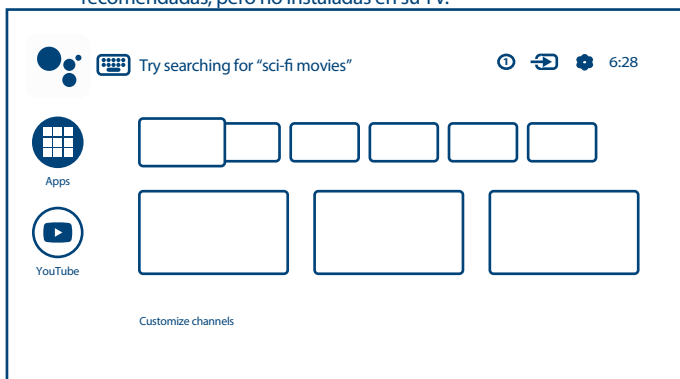 recomendadas, pero no instaladas en su TV.
Try searching for “sci-fi movies”
1
6:28
Apps
YouTube
Customize channels